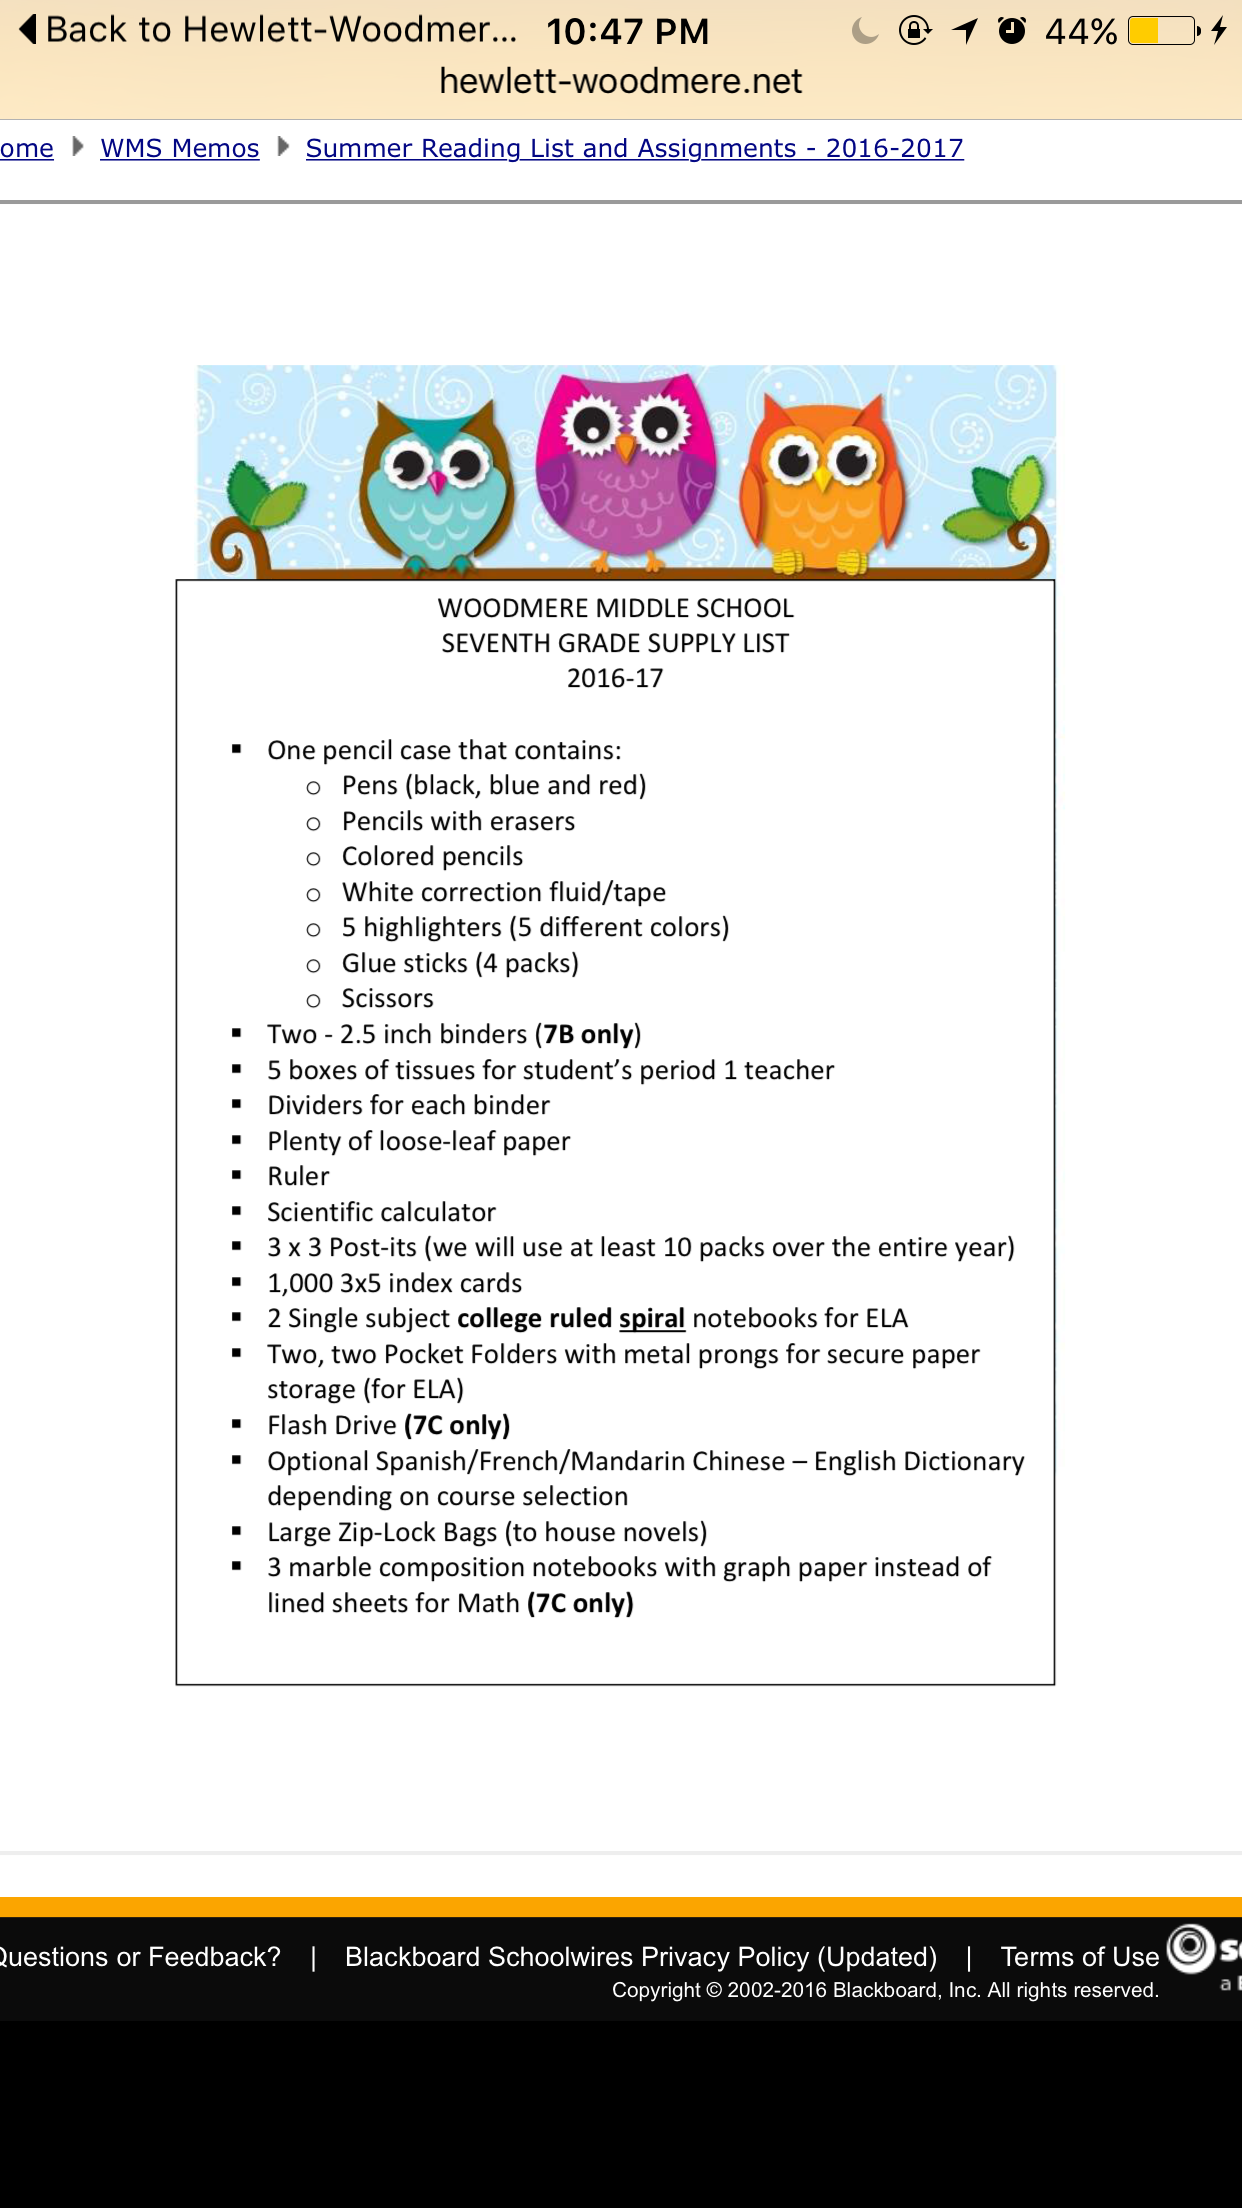 Back to Hewlett-Woodmer... 10:47 PM 44%
hewlett-woodmere.net
ome WMS Memos Summer Reading List and Assignments - 2016-2017
WOODMERE MIDDLE SCHOOL
SEVENTH GRADE SUPPLY LIST
2016-17
▪ One pencil case that contains:
o Pens (black, blue and red)
o Pencils with erasers
o Colored pencils
o White correction fluid/tape
o 5 highlighters (5 different colors)
o Glue sticks (4 packs)
o Scissors
▪ Two - 2.5 inch binders (7B only)
▪ 5 boxes of tissues for student’s period 1 teacher
▪ Dividers for each binder
▪ Plenty of loose-leaf paper
▪ Ruler
▪ Scientific calculator
▪ 3 x 3 Post-its (we will use at least 10 packs over the entire year)
▪ 1,000 3x5 index cards
▪ 2 Single subject college ruled spiral notebooks for ELA
▪ Two, two Pocket Folders with metal prongs for secure paper
storage (for ELA)
▪ Flash Drive (7C only)
▪ Optional Spanish/French/Mandarin Chinese – English Dictionary
depending on course selection
▪ Large Zip-Lock Bags (to house novels)
▪ 3 marble composition notebooks with graph paper instead of
lined sheets for Math (7C only)
Questions or Feedback? | Blackboard Schoolwires Privacy Policy (Updated) | Terms of Use
Copyright © 2002-2016 Blackboard, Inc. All rights reserved.